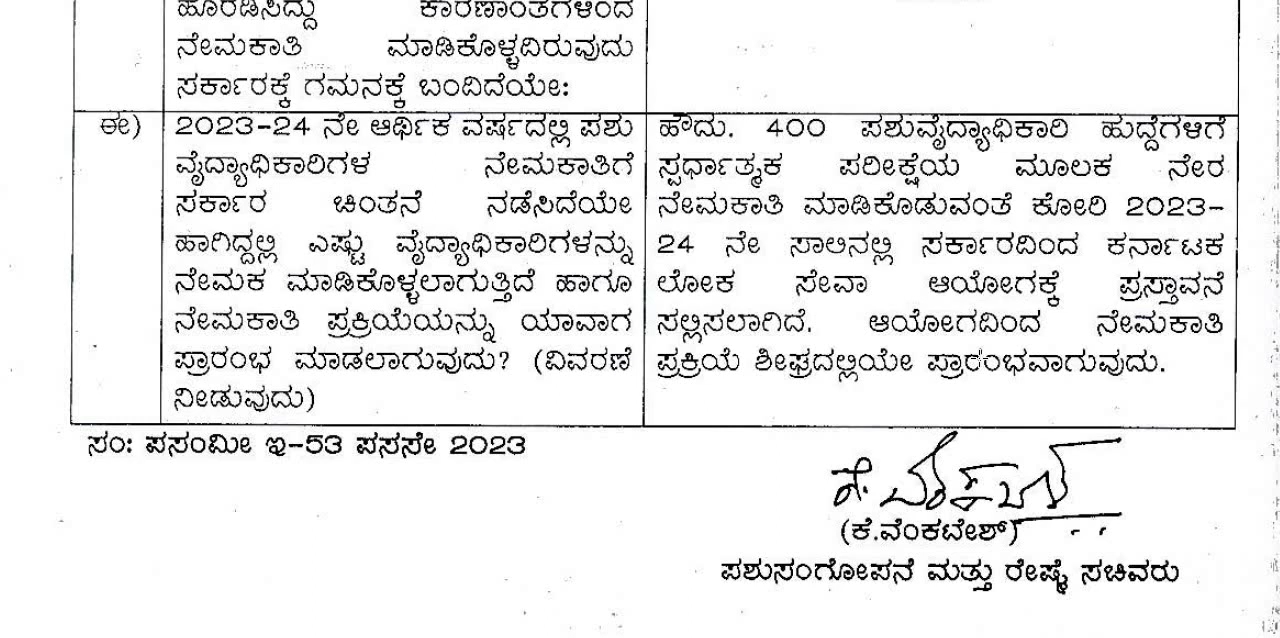 ಹೊರಡಿಸಿದ್ದು ಕಾರಣಾಂತಗಳಿಂದ
ನೇಮಕಾತಿ ಮಾಡಿಕೊಳ್ಳದಿರುವುದು
ಸರ್ಕಾರಕ್ಕೆ ಗಮನಕ್ಕೆ ಬಂದಿದೆಯೇ:
ಈ)
2023-24 ನೇ ಆರ್ಥಿಕ ವರ್ಷದಲ್ಲಿ ಪಶು
ವೈದ್ಯಾಧಿಕಾರಿಗಳ ನೇಮಕಾತಿಗೆ
ಸರ್ಕಾರ ಚಿಂತನೆ ನಡೆಸಿದೆಯೇ
ಹಾಗಿದ್ದಲ್ಲಿ ಎಷ್ಟು ವೈದ್ಯಾಧಿಕಾರಿಗಳನ್ನು
ನೇಮಕ ಮಾಡಿಕೊಳ್ಳಲಾಗುತ್ತಿದೆ ಹಾಗೂ
ನೇಮಕಾತಿ ಪ್ರಕ್ರಿಯೆಯನ್ನು ಯಾವಾಗ
ಪ್ರಾರಂಭ ಮಾಡಲಾಗುವುದು? (ವಿವರಣೆ
ನೀಡುವುದು)
ಹೌದು. 400 ಪಶುವೈದ್ಯಾಧಿಕಾರಿ ಹುದ್ದೆಗಳಿಗೆ
ಸ್ಪರ್ಧಾತ್ಮಕ ಪರೀಕ್ಷೆಯ ಮೂಲಕ ನೇರ
ನೇಮಕಾತಿ ಮಾಡಿಕೊಡುವಂತೆ ಕೋರಿ 2023-
24 ನೇ ಸಾಲಿನಲ್ಲಿ ಸರ್ಕಾರದಿಂದ ಕರ್ನಾಟಕ
ಲೋಕ ಸೇವಾ ಆಯೋಗಕ್ಕೆ ಪ್ರಸ್ತಾವನೆ
ಸಲ್ಲಿಸಲಾಗಿದೆ. ಆಯೋಗದಿಂದ ನೇಮಕಾತಿ
ಪ್ರಕ್ರಿಯೆ ಶೀಘ್ರದಲ್ಲಿಯೇ ಪ್ರಾರಂಭವಾಗುವುದು.
ಸಂ: ಪಸಂಮೀ ಇ-53 ಪಸಸೇ 2023
(ಕೆ.ವೆಂಕಟೇಶ್)
ಪಶುಸಂಗೋಪನೆ ಮತ್ತು ರೇಷ್ಮೆ ಸಚಿವರು